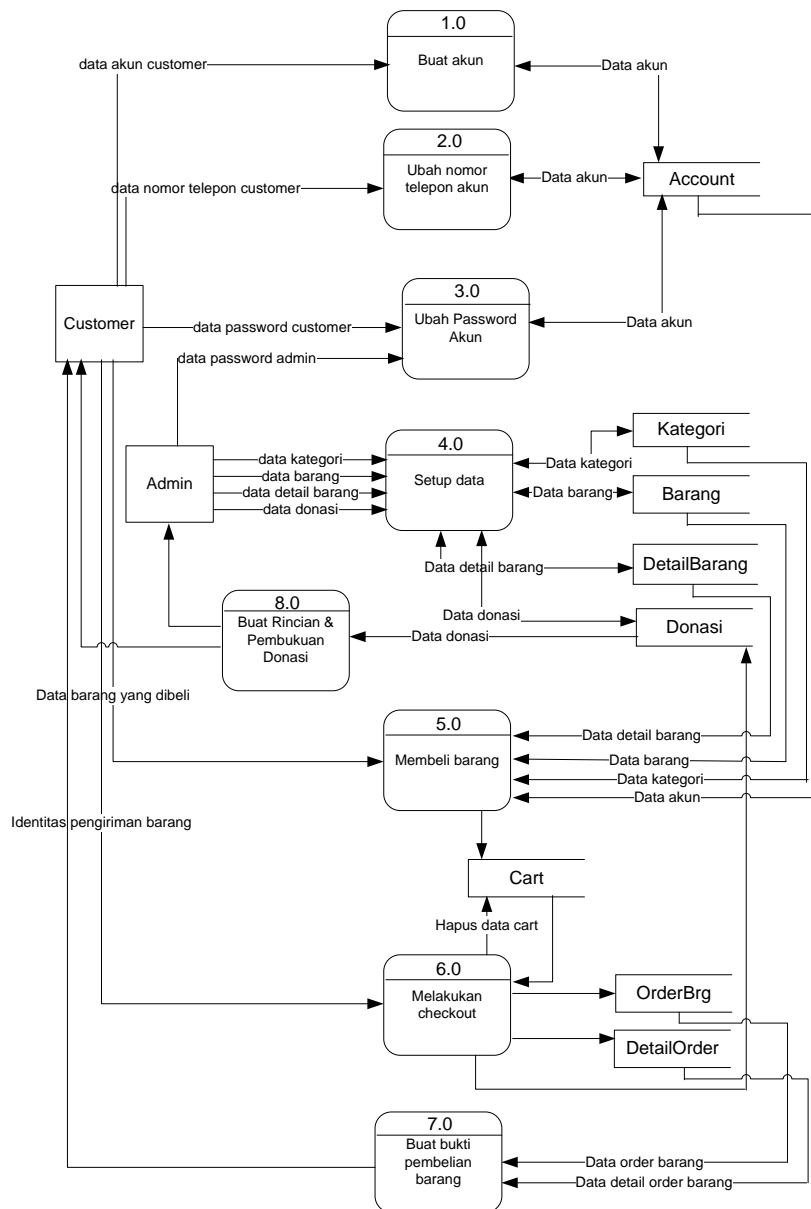 1.0
Buat akun
data akun customer
Data akun
2.0
Ubah nomor
telepon akun
data nomor telepon customer
Data akun
Account
3.0
Ubah Password
Akun
Customer
data password customer
Data akun
data password admin
Kategori
4.0
Setup data
data kategori
Data kategori
Admin
data barang
data detail barang
data donasi
Data barang
Barang
Data detail barang
DetailBarang
8.0
Buat Rincian &
Pembukuan
Donasi
Data donasi
Data donasi
Donasi
Data barang yang dibeli
5.0
Membeli barang
Data detail barang
Data barang
Data kategori
Data akun
Identitas pengiriman barang
Cart
Hapus data cart
6.0
Melakukan
checkout
OrderBrg
DetailOrder
7.0
Buat bukti
pembelian
barang
Data order barang
Data detail order barang